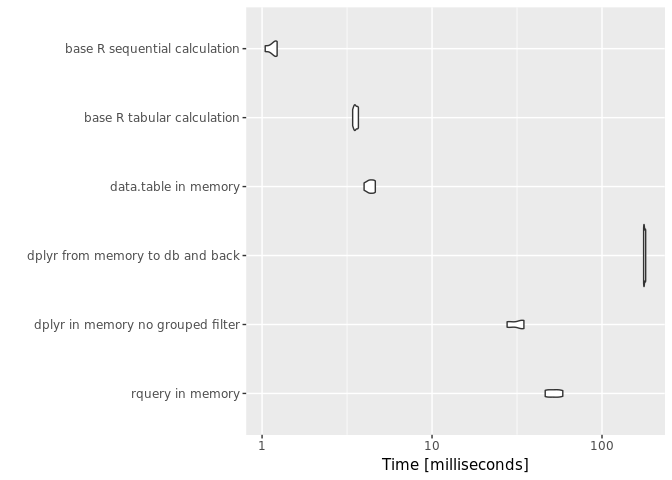 base R sequential calculation
base R tabular calculation
data.table in memory
dplyr from memory to db and back
dplyr in memory no grouped filter
rquery in memory
1 10 100
Time [milliseconds]